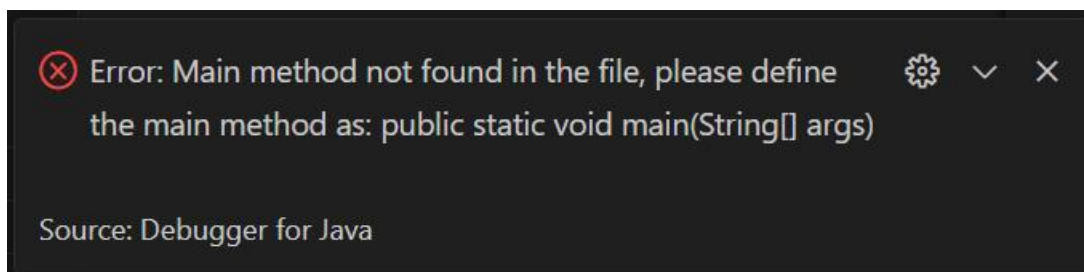 Error: Main method not found in the file, please define
the main method as: public static void main(String[] args)
Source: Debugger for Java